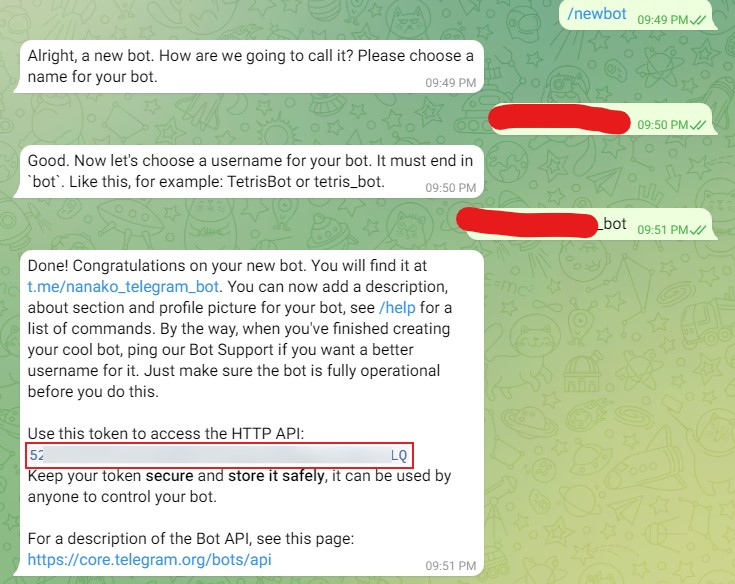 /newbot
09:49 PM
Alright, a new bot. How are we going to call it? Please choose a
name for your bot.
09:49 PM
09:50 PM
Good. Now let's choose a username for your bot. It must end in
`bot`. Like this, for example: TetrisBot or tetris_bot.
09:50 PM
_bot
09:51 PM
Done! Congratulations on your new bot. You will find it at
t.me/nanako_telegram_bot. You can now add a description,
about section and profile picture for your bot, see /help for a
list of commands. By the way, when you've finished creating
your cool bot, ping our Bot Support if you want a better
username for it. Just make sure the bot is fully operational
before you do this.
Use this token to access the HTTP API:
52 LQ
Keep your token secure and store it safely, it can be used by
anyone to control your bot.
For a description of the Bot API, see this page:
https://core.telegram.org/bots/api
09:51 PM